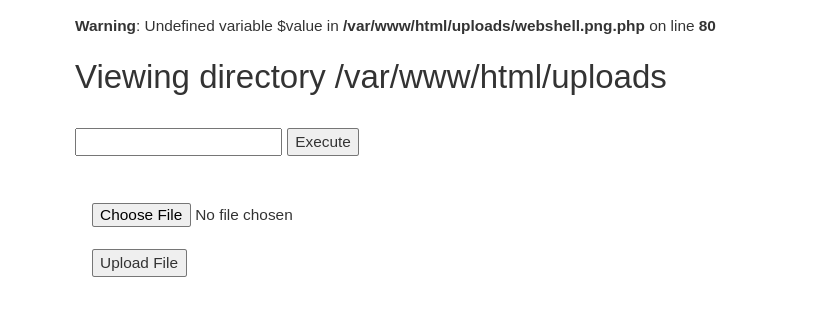 Warning: Undefined variable $value in /var/www/html/uploads/webshell.png.php on line 80
Viewing directory /var/www/html/uploads
Execute
Choose File No file chosen
Upload File